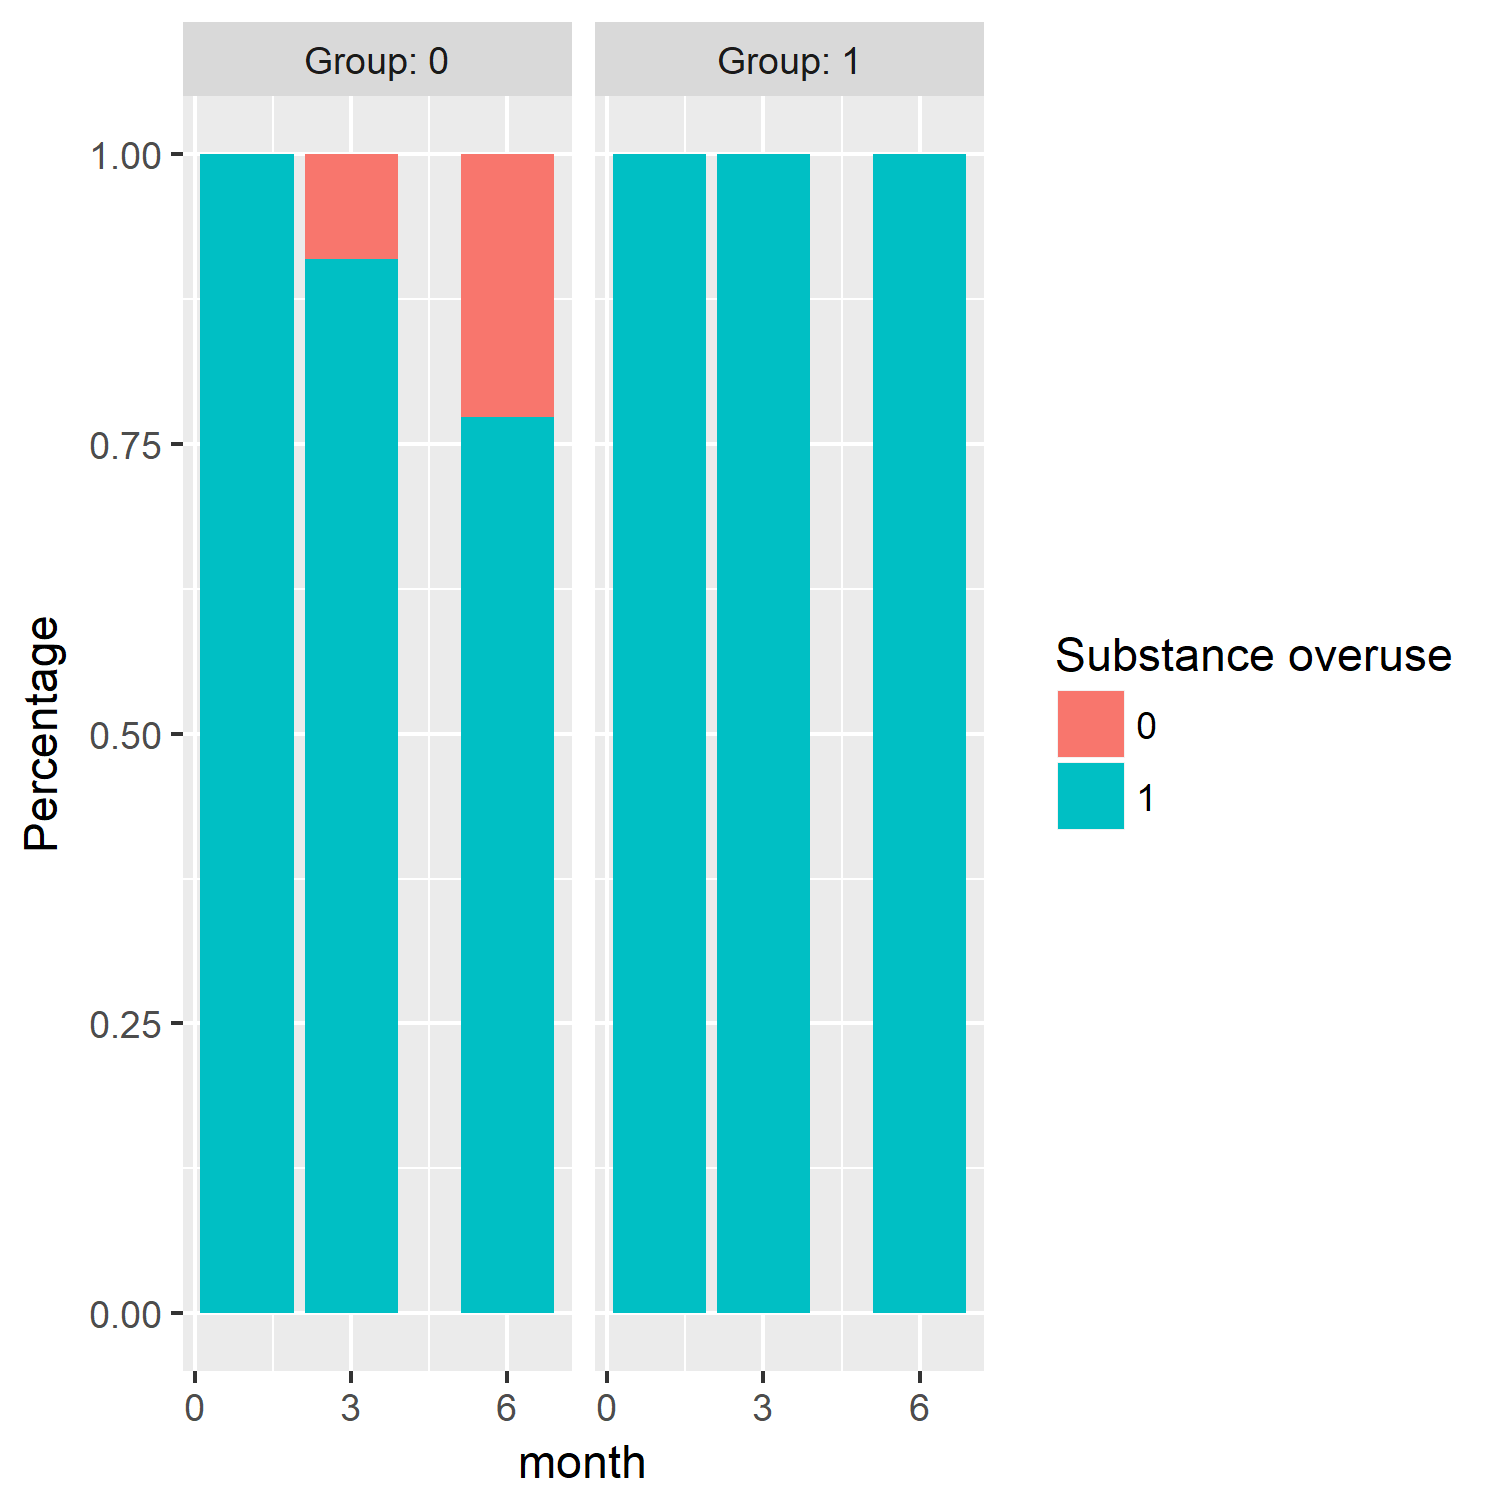 Group: 0
Group: 1
1.00
0.75
0.50
0.25
0.00
Percentage
0 3 6
0 3 6
month
Substance overuse
0
1